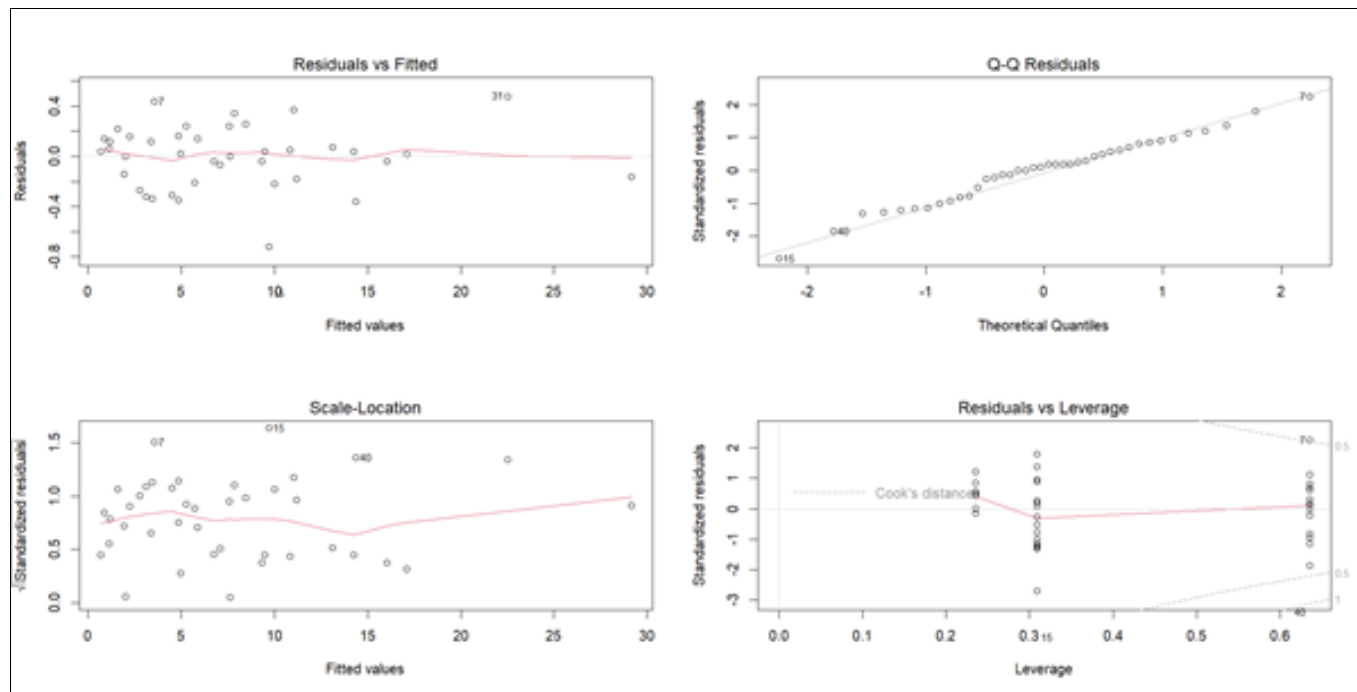 Residuals vs Fitted
Residuals
0.4
0.0
-0.4
-0.8
7
31
0 5 10 15 20 25 30
Fitted values
Q-Q Residuals
Standardized residuals
2
1
0
-1
-2
7
40
15
-2 -1 0 1 2
Theoretical Quantiles
Scale-Location
√Standardized residuals
1.5
1.0
0.5
0.0
7
15
40
0 5 10 15 20 25 30
Fitted values
Residuals vs Leverage
Standardized residuals
2
1
0
-1
-2
-3
Cook's distance
7
0.5
0.5
1
40
0.0 0.1 0.2 0.3 15 0.4 0.5 0.6
Leverage